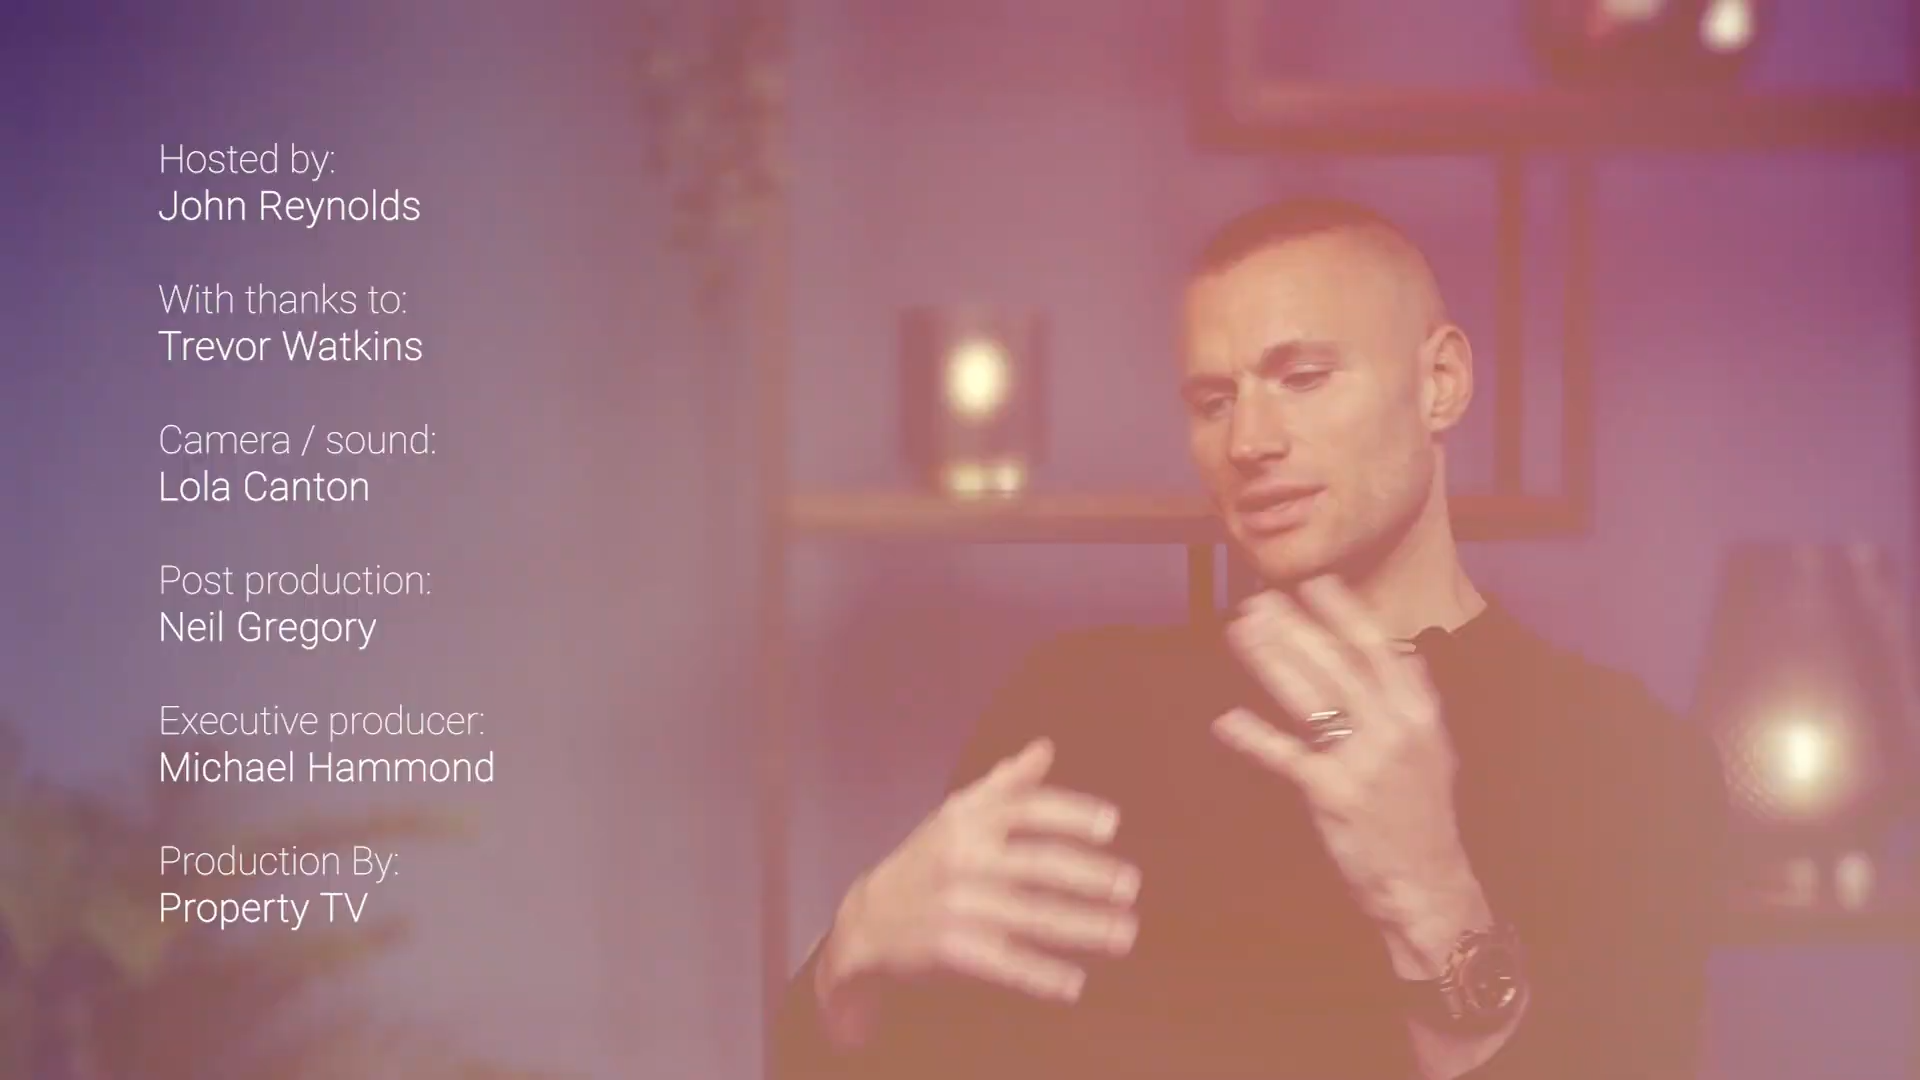 Hosted by:
John Reynolds
With thanks to:
Trevor Watkins
Camera / sound:
Lola Canton
Post production:
Neil Gregory
Executive producer:
Michael Hammond
Production By:
Property TV